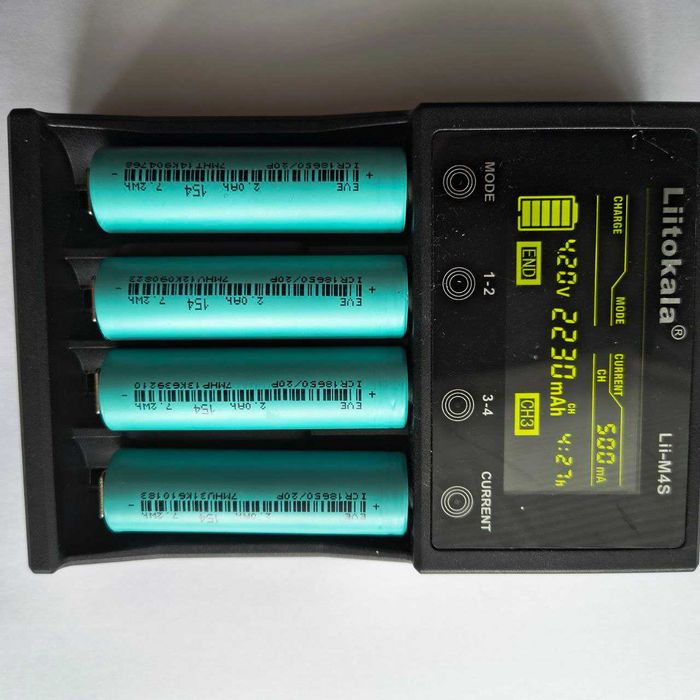 Liitokala®
Lii-M4S
CHARGE
MODE
CURRENT
CH
500mA
4.20v
2230mAh
CH
4:27h
END
CH3
MODE
1-2
3-4
CURRENT
EVE 2.0Ah 154 7.2Wh
+ -
ICR18650/20P 7MHT14K904768
EVE 2.0Ah 154 7.2Wh
+ -
ICR18650/20P 7MHV12K090823
EVE 2.0Ah 154 7.2Wh
+ -
ICR18650/20P 7MHP13K639210
EVE 2.0Ah 154 7.2Wh
+ -
ICR18650/20P 7MHU31K610183